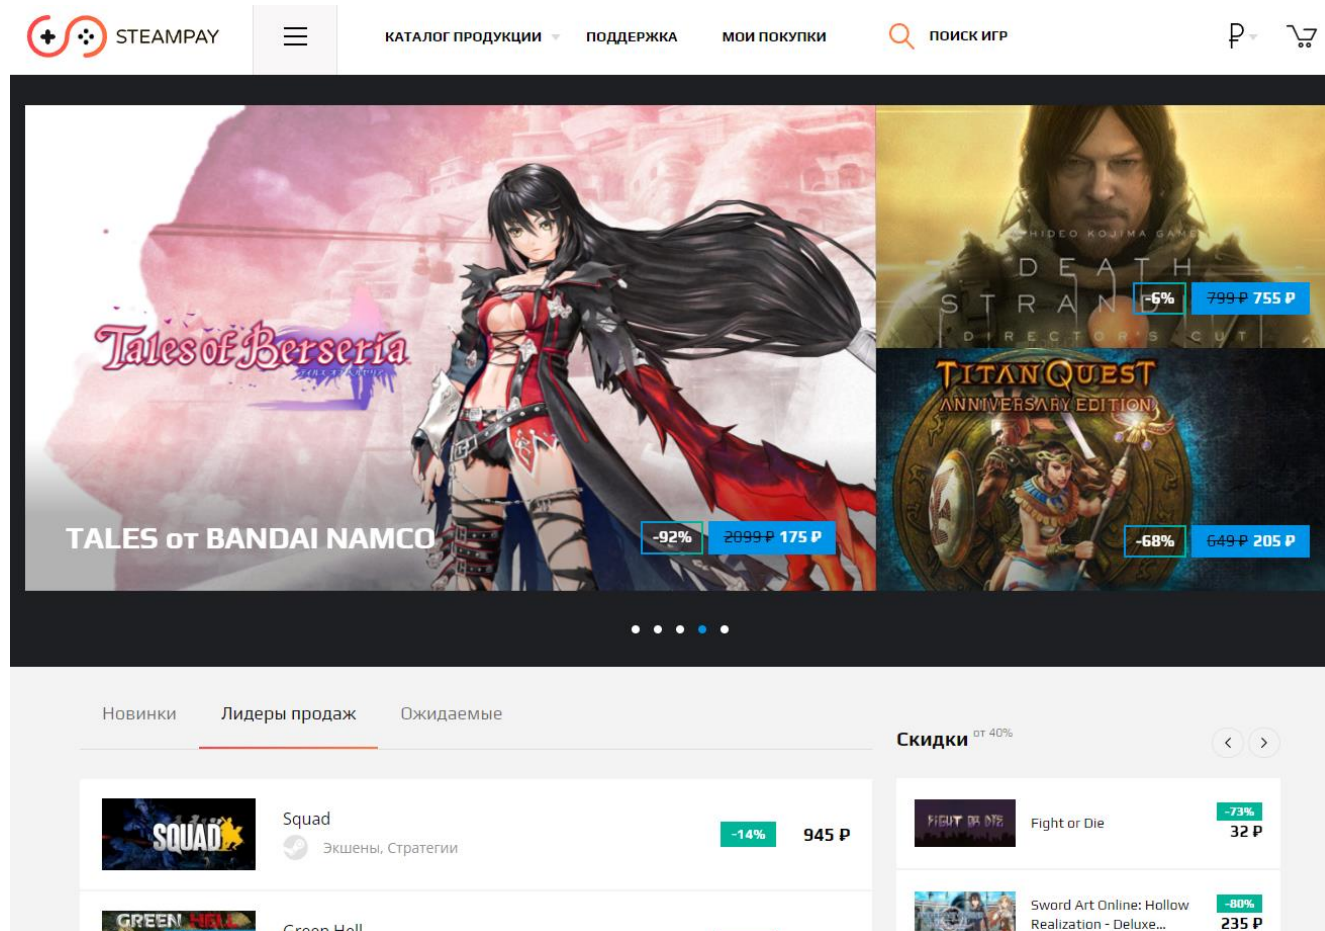 STEAMPAY
КАТАЛОГ ПРОДУКЦИИ
ПОДДЕРЖКА
МОИ ПОКУПКИ
ПОИСК ИГР
₽
Tales of Berseria
TALES от BANDAI NAMCO
-92%
2099 ₽ 175 ₽
HIDEO KOJIMA GAME
DEATH
STRAND
DIRECTOR'S CUT
-6%
799 ₽ 755 ₽
TITAN QUEST
ANNIVERSARY EDITION
-68%
649 ₽ 205 ₽
Новинки
Лидеры продаж
Ожидаемые
Скидки от 40%
SQUAD
Squad
Экшены, Стратегии
-14%
945 ₽
FIGHT OR DIE
Fight or Die
-73%
32 ₽
GREEN HELL
Green Hell
Sword Art Online: Hollow
Realization - Deluxe...
-80%
235 ₽